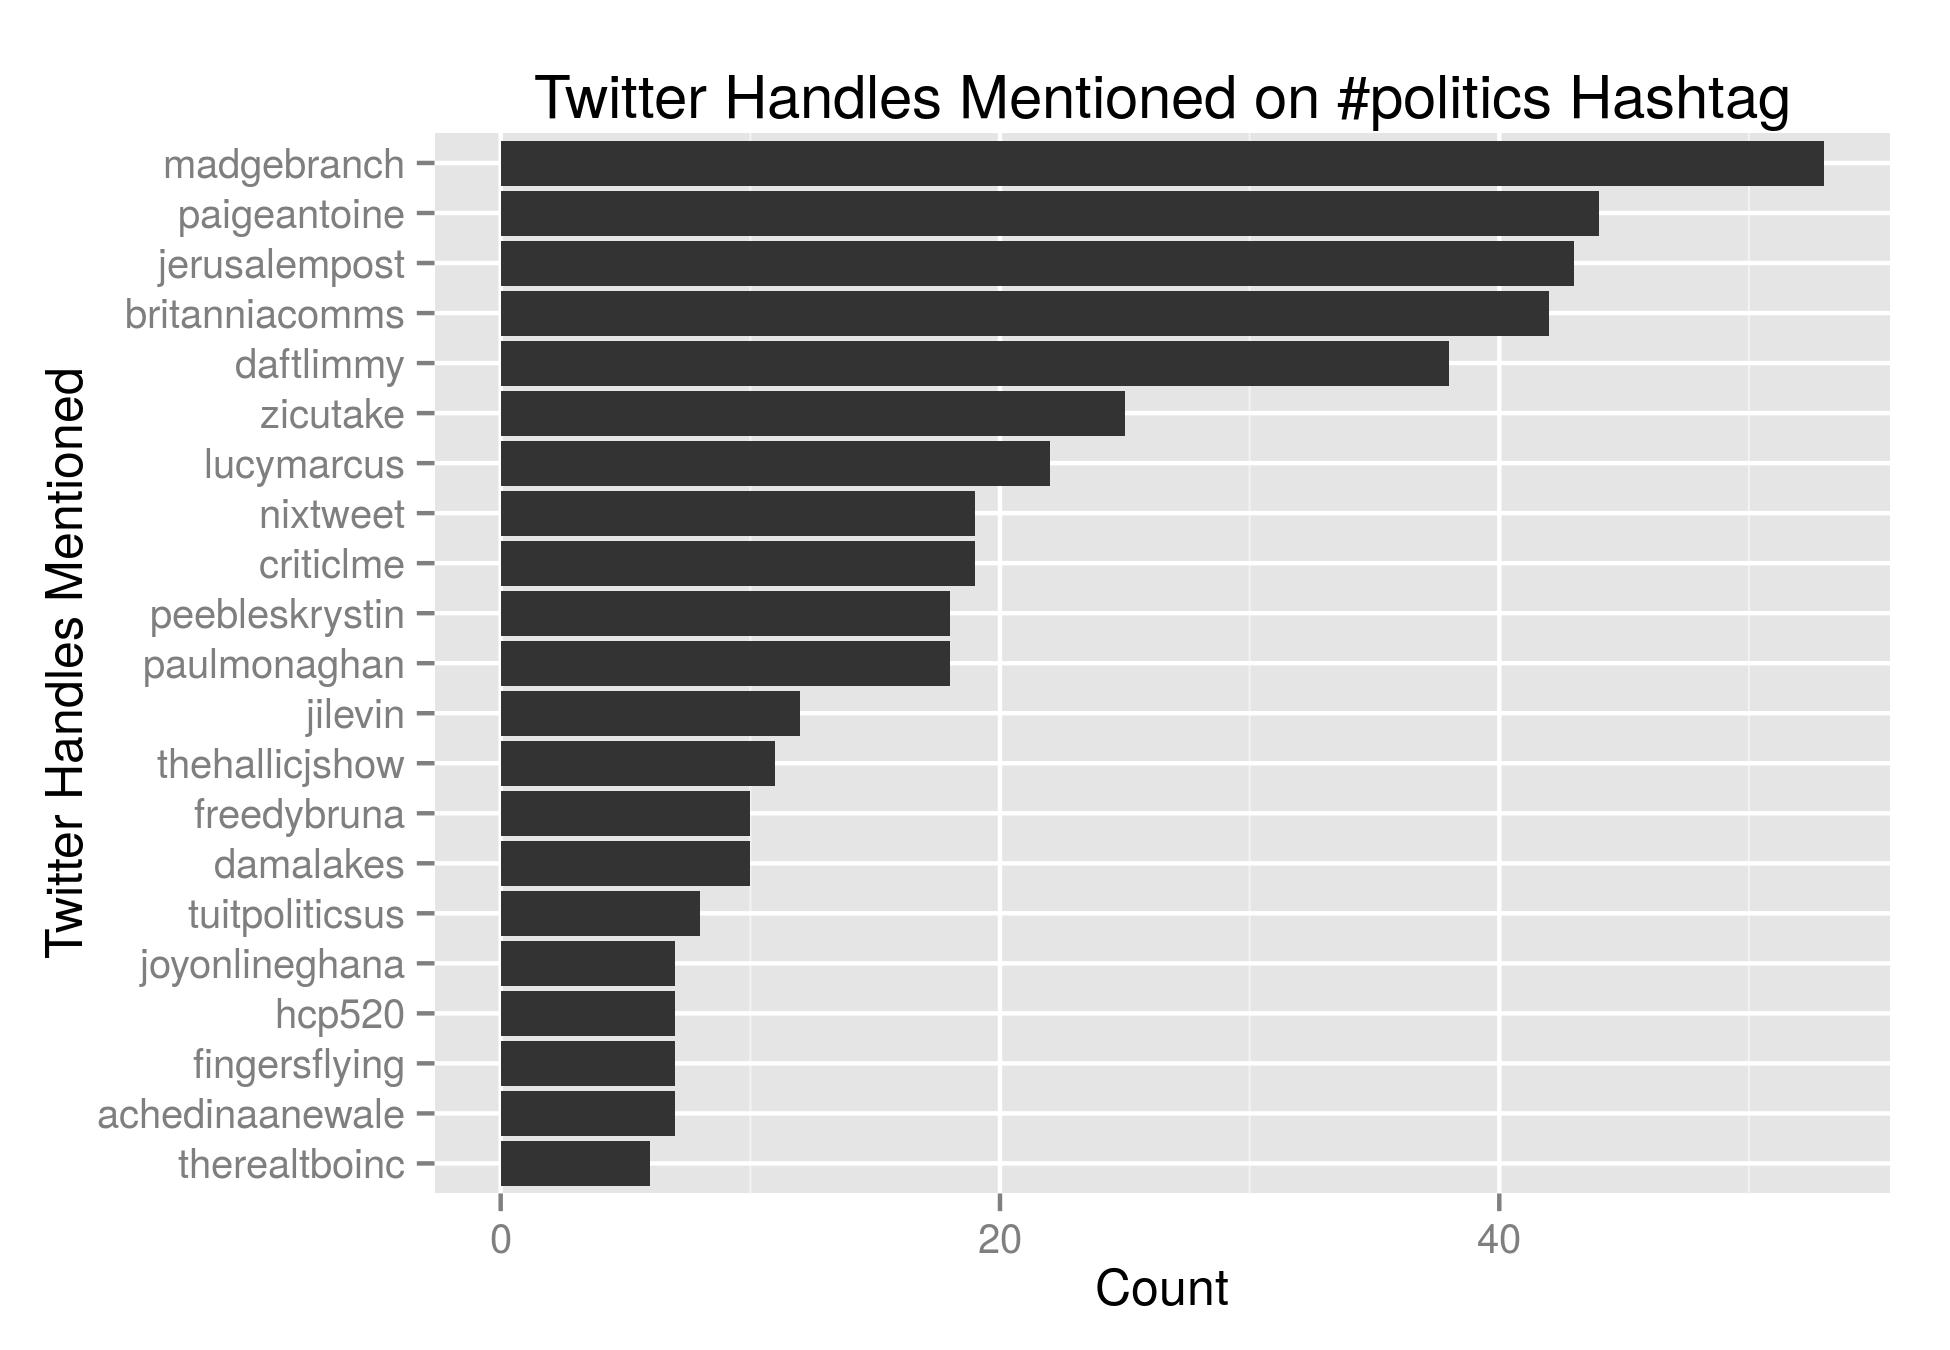 Twitter Handles Mentioned on #politics Hashtag
Twitter Handles Mentioned
madgebranch
paigeantoine
jerusalempost
britanniacomms
daftlimmy
zicutake
lucymarcus
nixtweet
criticlme
peebleskrystin
paulmonaghan
jilevin
thehallicjshow
freedybruna
damalakes
tuitpoliticsus
joyonlineghana
hcp520
fingersflying
achedinaanewale
therealtboinc
0 20 40
Count